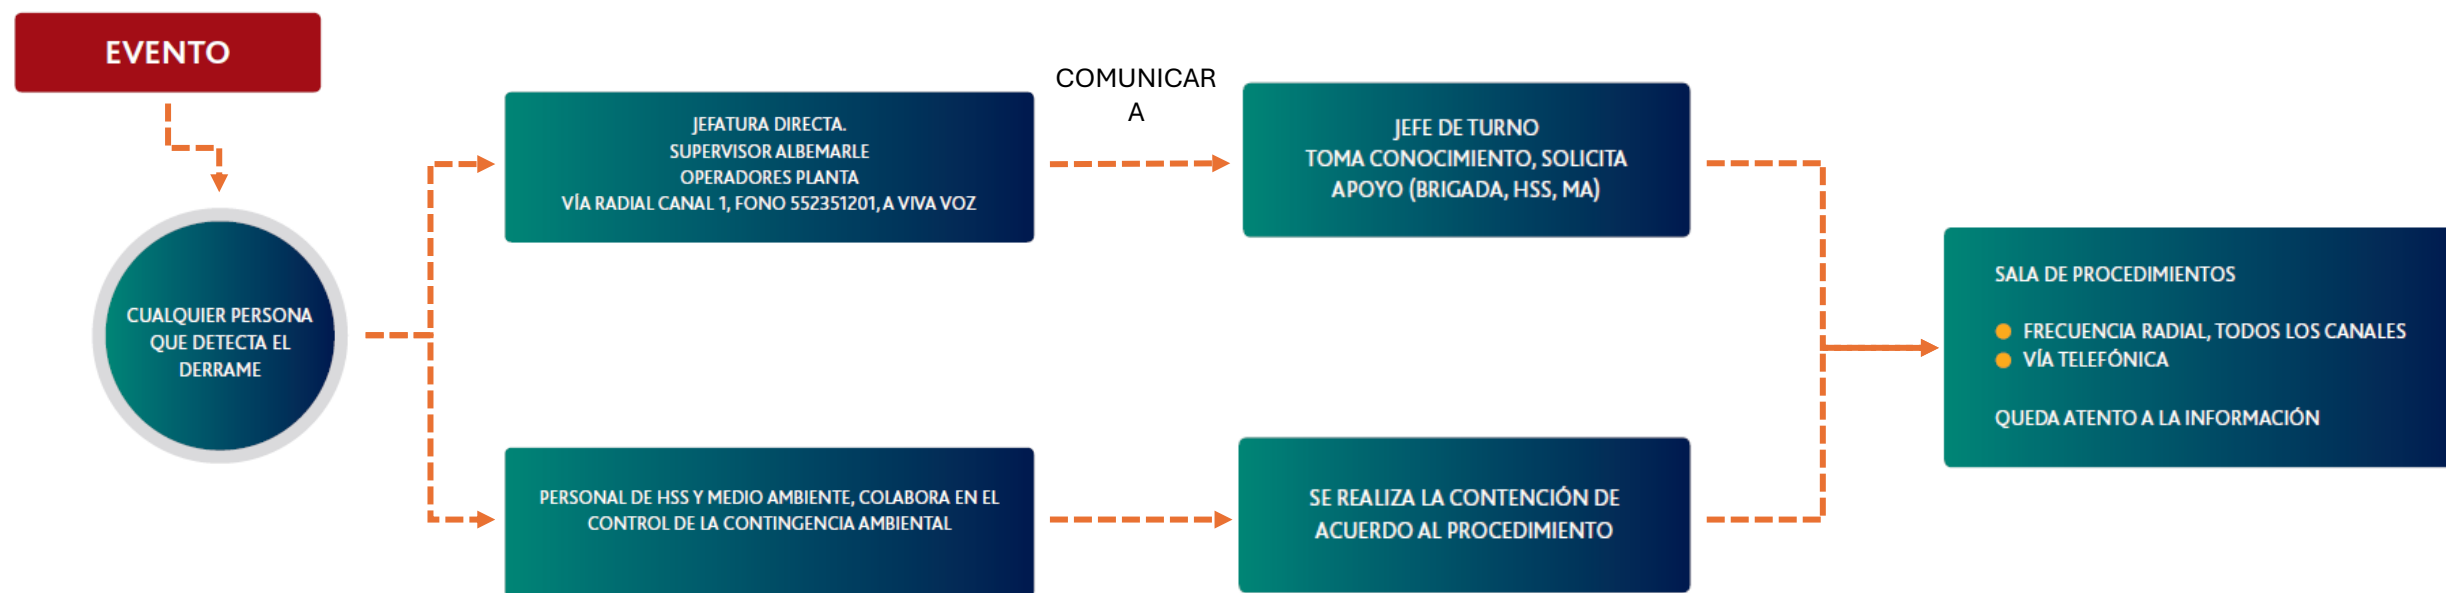 EVENTO
CUALQUIER PERSONA
QUE DETECTA EL
DERRAME
JEFATURA DIRECTA.
SUPERVISOR ALBEMARLE
OPERADORES PLANTA
VÍA RADIAL CANAL 1, FONO 552351201, A VIVA VOZ
COMUNICAR
A
JEFE DE TURNO
TOMA CONOCIMIENTO, SOLICITA
APOYO (BRIGADA, HSS, MA)
PERSONAL DE HSS Y MEDIO AMBIENTE, COLABORA EN EL
CONTROL DE LA CONTINGENCIA AMBIENTAL
SE REALIZA LA CONTENCIÓN DE
ACUERDO AL PROCEDIMIENTO
SALA DE PROCEDIMIENTOS
FRECUENCIA RADIAL, TODOS LOS CANALES
VÍA TELEFÓNICA
QUEDA ATENTO A LA INFORMACIÓN